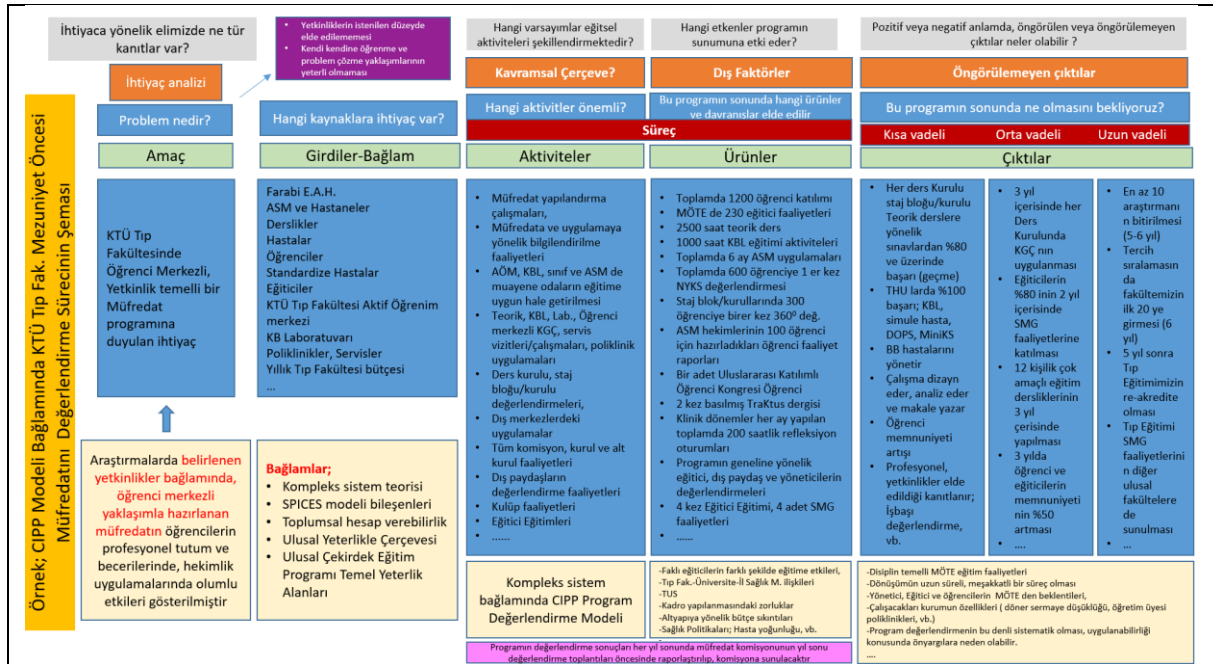 Örnek; CIPP Modeli Bağlamında KTÜ Tıp Fak. Mezuniyet Öncesi
Müfredatını Değerlendirme Sürecinin Şeması
İhtiyaca yönelik elimizde ne tür
kanıtlar var?
İhtiyaç analizi
Problem nedir?
Amaç
KTÜ Tıp
Fakültesinde
Öğrenci Merkezli,
Yetkinlik temelli bir
Müfredat
programına
duyulan ihtiyaç
Araştırmalarda belirlenen
yetkinlikler bağlamında,
öğrenci merkezli
yaklaşımla hazırlanan
müfredatın öğrencilerin
profesyonel tutum ve
becerilerinde, hekimlik
uygulamalarında olumlu
etkileri gösterilmiştir
• Yetkinliklerin istenilen düzeyde
elde edilememesi
• Kendi kendine öğrenme ve
problem çözme yaklaşımlarının
yeterli olmaması
Hangi kaynaklara ihtiyaç var?
Girdiler-Bağlam
Farabi E.A.H.
ASM ve Hastaneler
Derslikler
Hastalar
Öğrenciler
Standardize Hastalar
Eğiticiler
KTÜ Tıp Fakültesi Aktif Öğrenim
merkezi
KB Laboratuvarı
Poliklinikler, Servisler
Yıllık Tıp Fakültesi bütçesi
...
Bağlamlar;
• Kompleks sistem teorisi
• SPICES modeli bileşenleri
• Toplumsal hesap verebilirlik
• Ulusal Yeterlikle Çerçevesi
• Ulusal Çekirdek Eğitim
Programı Temel Yeterlik
Alanları
Hangi varsayımlar eğitsel
aktiviteleri şekillendirmektedir?
Kavramsal Çerçeve?
Hangi aktivitler önemli?
Hangi etkenler programın
sunumuna etki eder?
Dış Faktörler
Bu programın sonunda hangi ürünler
ve davranışlar elde edilir
Süreç
Aktiviteler
• Müfredat yapılandırma
çalışmaları,
• Müfredata ve uygulamaya
yönelik bilgilendirilme
faaliyetleri
• AÖM, KBL, sınıf ve ASM de
muayene odaların eğitime
uygun hale getirilmesi
• Teorik, KBL, Lab., Öğrenci
merkezli KGÇ, servis
vizitleri/çalışmaları, poliklinik
uygulamaları
• Ders kurulu, staj
bloğu/kurulu
değerlendirmeleri,
• Dış merkezlerdeki
uygulamalar
• Tüm komisyon, kurul ve alt
kurul faaliyetleri
• Dış paydaşların
değerlendirme faaliyetleri
• Kulüp faaliyetleri
• Eğitici Eğitimleri
• ......
Ürünler
• Toplamda 1200 öğrenci katılımı
• MÖTE de 230 eğitici faaliyetleri
• 2500 saat teorik ders
• 1000 saat KBL eğitimi aktiviteleri
• Toplamda 6 ay ASM uygulamaları
• Toplamda 600 öğrenciye 1 er kez
NYKS değerlendirmesi
• Staj blok/kurullarında 300
öğrenciye birer kez 360⁰ değ.
• ASM hekimlerinin 100 öğrenci
için hazırladıkları öğrenci faaliyet
raporları
• Bir adet Uluslararası Katılımlı
Öğrenci Kongresi Öğrenci
• 2 kez basılmış TraKtus dergisi
• Klinik dönemler her ay yapılan
toplamda 200 saatlik refleksiyon
oturumları
• Programın geneline yönelik
eğitici, dış paydaş ve yöneticilerin
değerlendirmeleri
• 4 kez Eğitici Eğitimi, 4 adet SMG
faaliyetleri
• ......
Kompleks sistem
bağlamında CIPP Program
Değerlendirme Modeli
-Faklı eğiticilerin farklı şekilde eğitime etkileri,
-Tıp Fak.-Üniversite-İl Sağlık M. ilişkileri
-TUS
-Kadro yapılanmasındaki zorluklar
-Altyapıya yönelik bütçe sıkıntıları
-Sağlık Politikaları; Hasta yoğunluğu, vb.
-
Programın değerlendirme sonuçları her yıl sonunda müfredat komisyonun yıl sonu
değerlendirme toplantıları öncesinde raporlaştırılıp, komisyona sunulacaktır
Pozitif veya negatif anlamda, öngörülen veya öngörülemeyen
çıktılar neler olabilir ?
Öngörülemeyen çıktılar
Bu programın sonunda ne olmasını bekliyoruz?
Kısa vadeli
Orta vadeli
Uzun vadeli
Çıktılar
• Her ders Kurulu
staj bloğu/kurulu
Teorik derslere
yönelik
sınavlardan %80
ve üzerinde
başarı (geçme)
• THU larda %100
başarı; KBL,
simule hasta,
DOPS, MiniKS
• BB hastalarını
yönetir
• Çalışma dizayn
eder, analiz eder
ve makale yazar
• Öğrenci
memnuniyeti
artışı
• Profesyonel,
yetkinlikler elde
edildiği kanıtlanır;
İşbaşı
değerlendirme,
vb.
• 3 yıl
içerisinde her
Ders
Kurulunda
KGÇ nın
uygulanması
• Eğiticilerin
%80 inin 2 yıl
içerisinde
SMG
faaliyetlerine
katılması
• 12 kişilik çok
amaçlı eğitim
dersliklerinin
3 yıl
içerisinde
yapılması
• 3 yılda
öğrenci ve
eğiticilerin
memnuniyeti
nin %50
artması
• ....
• En az 10
araştırmanı
n bitirilmesi
(5-6 yıl)
• Tercih
sıralamasın
da
fakültemizin
ilk 20 ye
girmesi (6
yıl)
• 5 yıl sonra
Tıp
Eğitimimizin
re-akredite
olması
• Tıp Eğitimi
SMG
faaliyetlerini
n diğer
ulusal
fakültelere
de
sunulması
• ...
-Disiplin temelli MÖTE eğitim faaliyetleri
-Dönüşümün uzun süreli, meşakkatli bir süreç olması
-Yönetici, Eğitici ve öğrencilerin MÖTE den beklentileri,
-Çalışacakları kurumun özellikleri ( döner sermaye düşüklüğü, öğretim üyesi
poliklinikleri, vb.)
-Program değerlendirmenin bu denli sistematik olması, uygulanabilirliği
konusunda önyargılara neden olabilir.
....